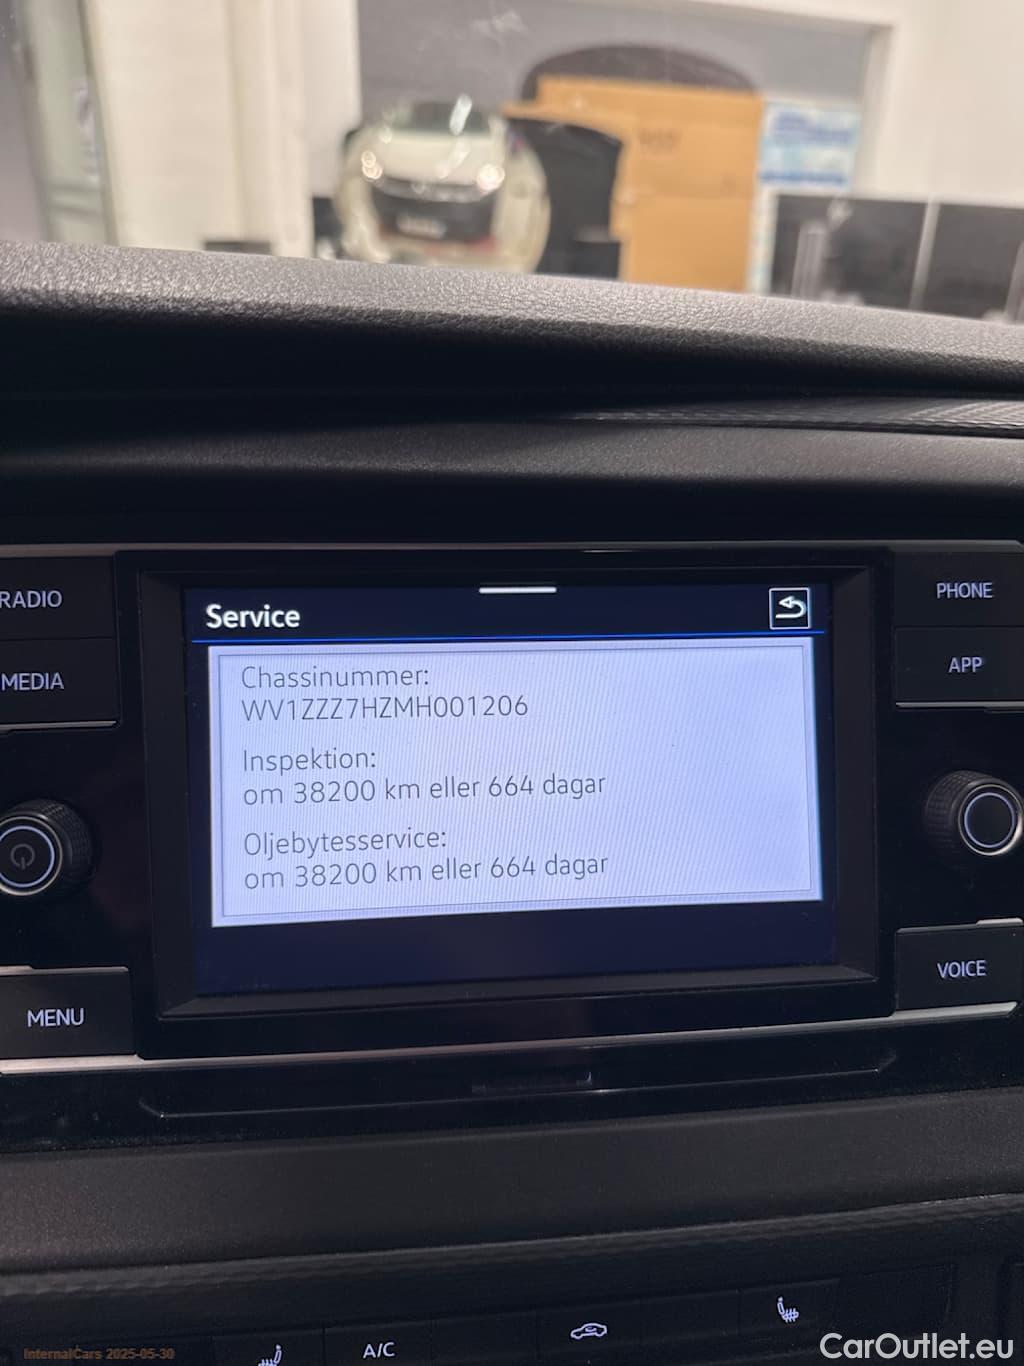 RADIO
MEDIA
MENU
PHONE
APP
VOICE
Service
Chassinummer:
WV1ZZZ7HZMH001206
Inspektion:
om 38200 km eller 664 dagar
Oljebytesservice:
om 38200 km eller 664 dagar
A/C
InternalCars 2025-05-30
CarOutlet.eu